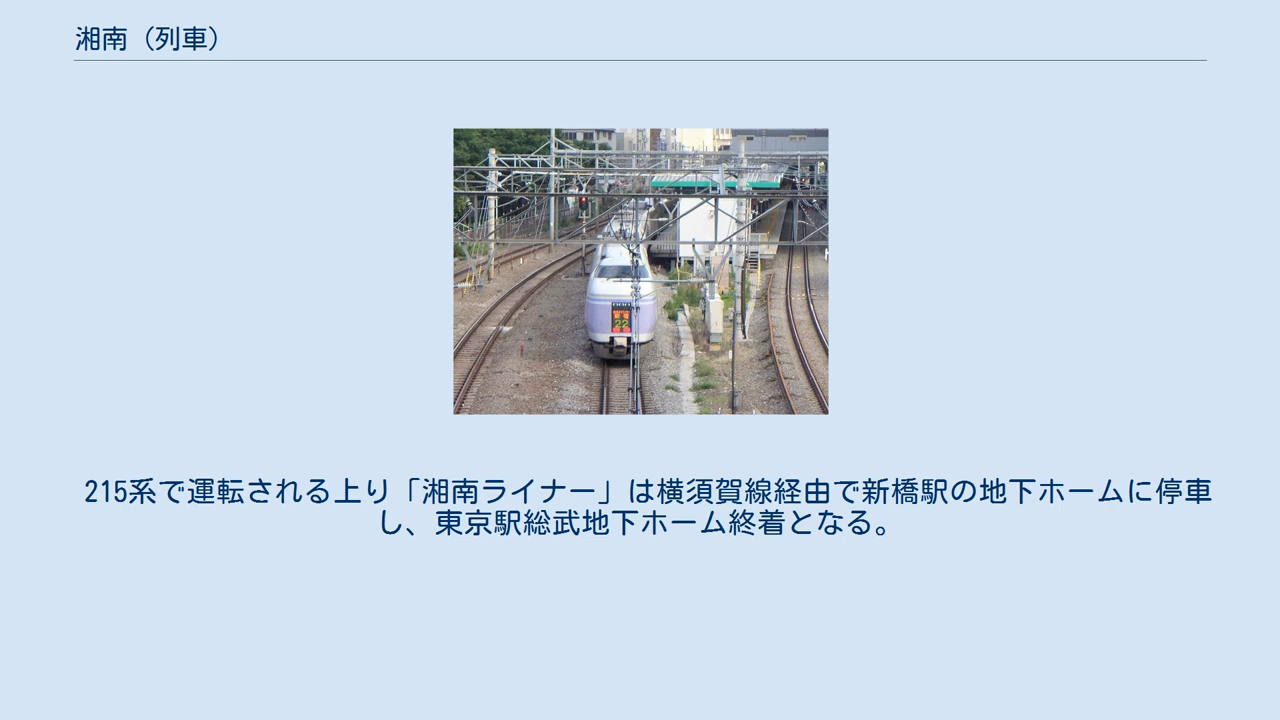 湘南（列車）
22
215系で運転される上り「湘南ライナー」は横須賀線経由で新橋駅の地下ホームに停車
し、東京駅総武地下ホーム終着となる。